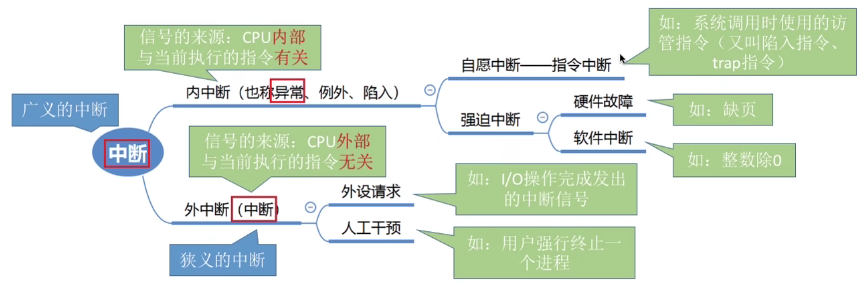 信号的来源：CPU内部
与当前执行的指令
有关
如：系统调用时使用的访
管指令（又叫陷入指令、
trap指令）
自愿中断——指令中断
内中断（也称异常、例外、陷入）
硬件故障
如：缺页
强迫中断
软件中断
如：整数除0
广义的中断
中断
信号的来源：CPU外部
与当前执行的指令无关
如：I/O操作完成发出
的中断信号
外设请求
外中断（中断）
人工干预
如：用户强行终止一
个进程
狭义的中断